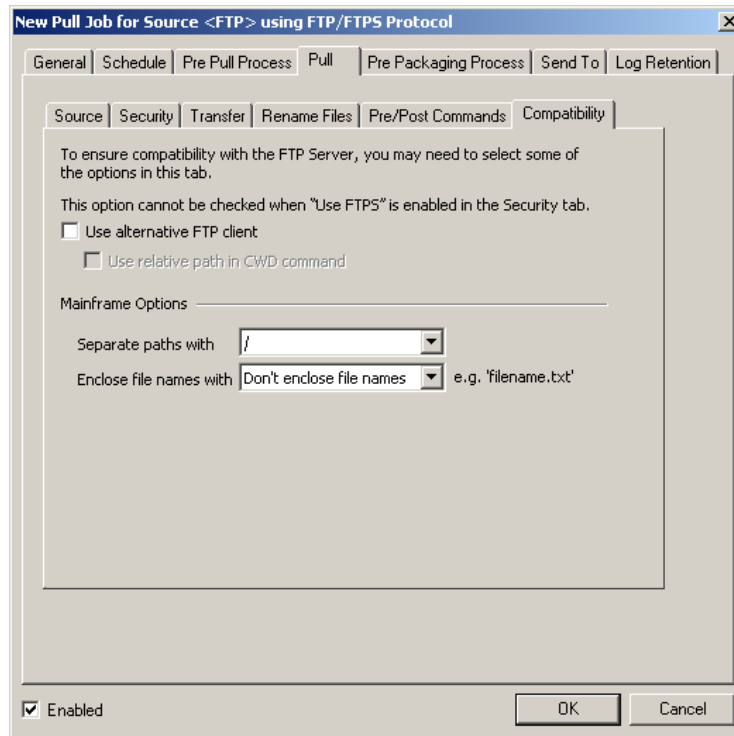 New Pull Job for Source <FTP> using FTP/FTPS Protocol
General Schedule Pre Pull Process Pull Pre Packaging Process Send To Log Retention
Source Security Transfer Rename Files Pre/Post Commands Compatibility
To ensure compatibility with the FTP Server, you may need to select some of
the options in this tab.
This option cannot be checked when "Use FTPS" is enabled in the Security tab.
Use alternative FTP client
Use relative path in CWD command
Mainframe Options
Separate paths with /
Enclose file names with Don't enclose file names e.g. 'filename.txt'
Enabled OK Cancel